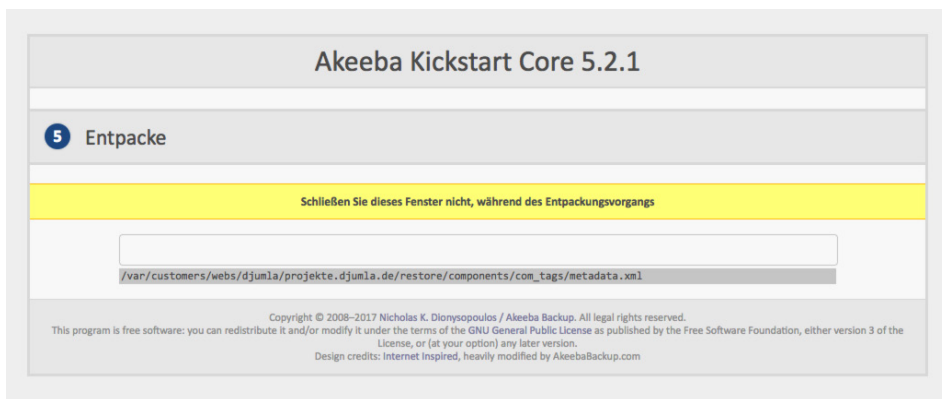 Akeeba Kickstart Core 5.2.1
5 Entpacke
Schließen Sie dieses Fenster nicht, während des Entpackungsvorgangs
/var/customers/webs/djumla/projekte.djumla.de/restore/components/com_tags/metadata.xml
Copyright © 2008–2017 Nicholas K. Dionysopoulos / Akeeba Backup. All legal rights reserved.
This program is free software: you can redistribute it and/or modify it under the terms of the GNU General Public License as published by the Free Software Foundation, either version 3 of the
License, or (at your option) any later version.
Design credits: Internet Inspired, heavily modified by AkeebaBackup.com